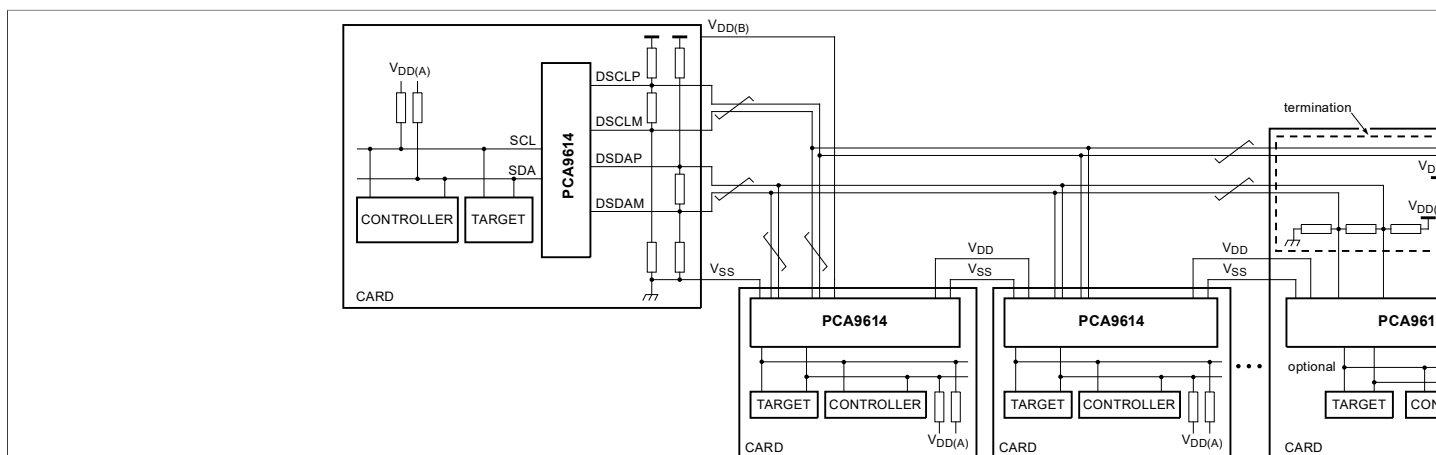 VDD(B)
VDD(A)
DSCLP
DSCLM
DSDAP
DSDAM
SCL
SDA
PCA9614
CONTROLLER
TARGET
VSS
CARD
termination
VDD
VSS
PCA9614
TARGET
CONTROLLER
VDD(A)
CARD
VDD
VSS
PCA9614
TARGET
CONTROLLER
VDD(A)
CARD
...
optional
TARGET
CARD